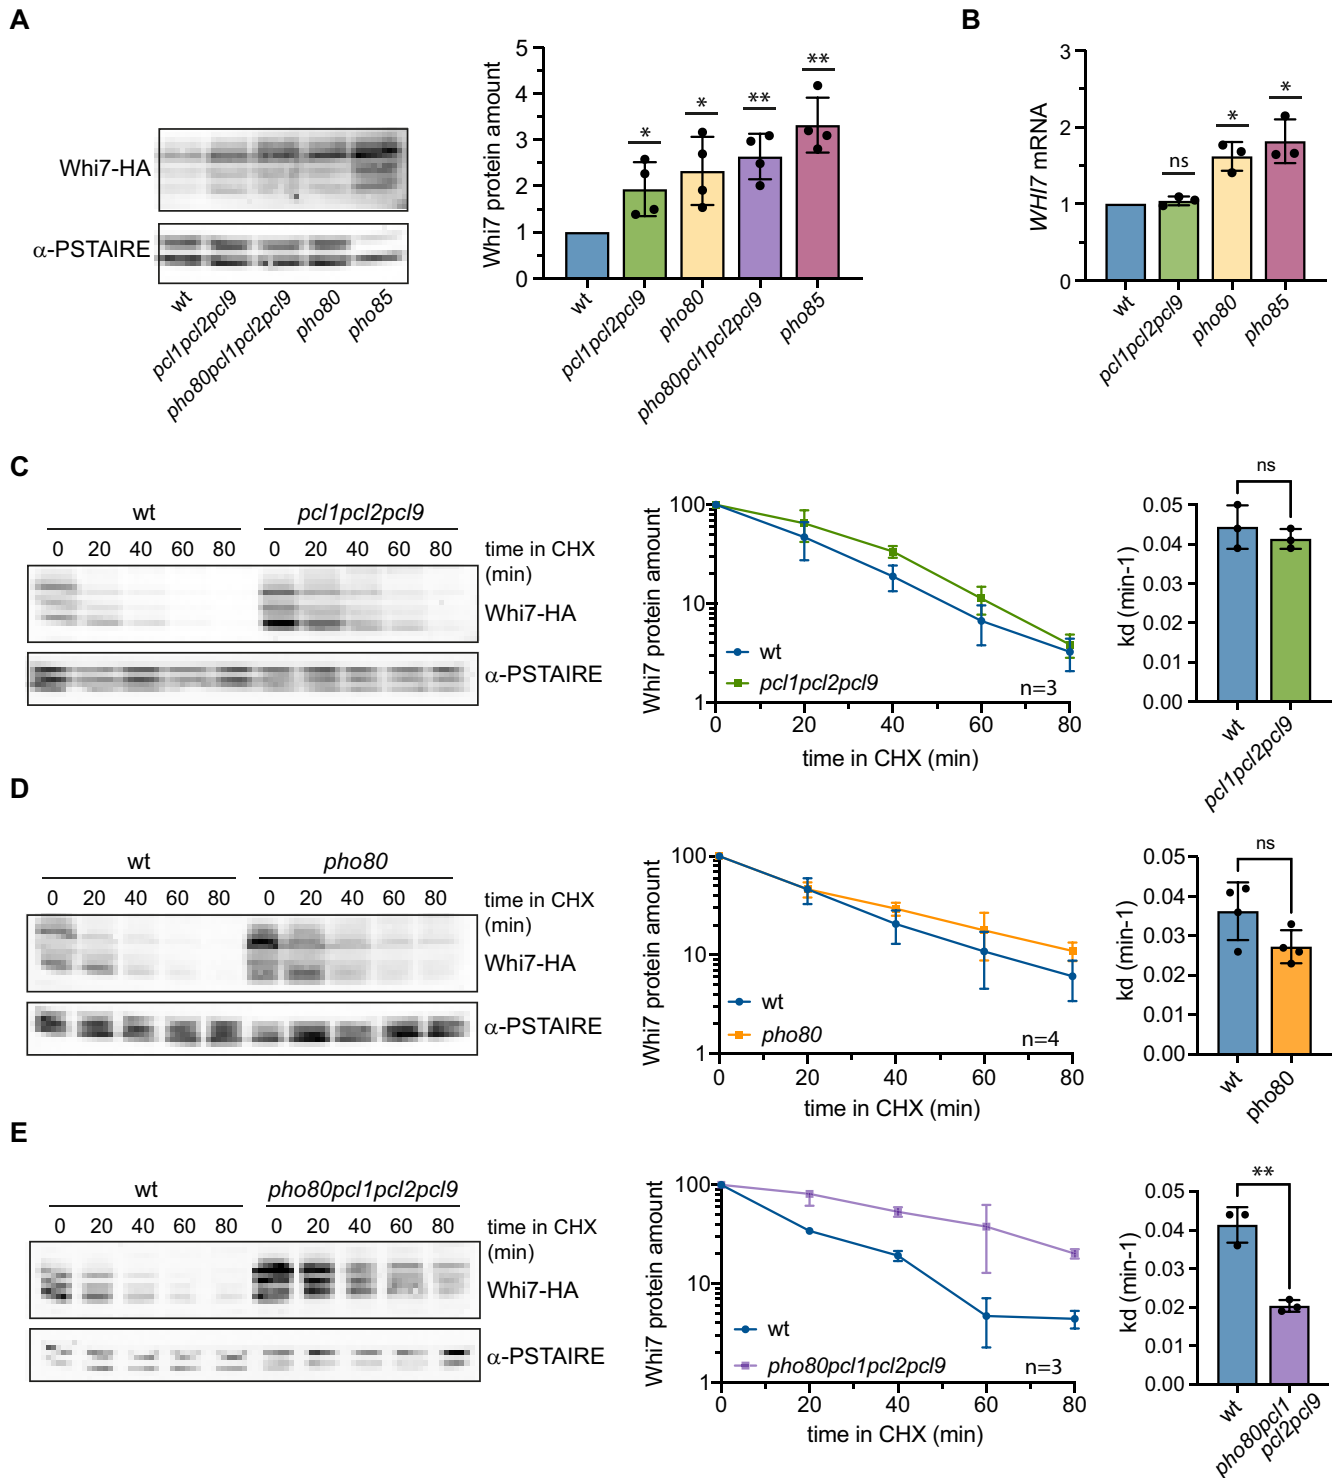 A
Whi7-HA
α-PSTAIRE
wt
pcl1pcl2pcl9
pho80pcl1pcl2pcl9
pho80
pho85
Whi7 protein amount
5
4
3
2
1
0
*
*
**
**
wt
pcl1pcl2pcl9
pho80
pho80pcl1pcl2pcl9
pho85
B
WHI7 mRNA
3
2
1
0
ns
*
*
wt
pcl1pcl2pcl9
pho80
pho85
C
wt pcl1pcl2pcl9
0 20 40 60 80 0 20 40 60 80 time in CHX
(min)
Whi7-HA
α-PSTAIRE
Whi7 protein amount
100
10
1
wt
pcl1pcl2pcl9
n=3
0 20 40 60 80
time in CHX (min)
ns
kd (min-1)
0.05
0.04
0.03
0.02
0.01
0.00
wt
pcl1pcl2pcl9
D
wt pho80
0 20 40 60 80 0 20 40 60 80 time in CHX
(min)
Whi7-HA
α-PSTAIRE
Whi7 protein amount
100
10
1
wt
pho80
n=4
0 20 40 60 80
time in CHX (min)
ns
kd (min-1)
0.05
0.04
0.03
0.02
0.01
0.00
wt
pho80
E
wt pho80pcl1pcl2pcl9
0 20 40 60 80 0 20 40 60 80 time in CHX
(min)
Whi7-HA
α-PSTAIRE
Whi7 protein amount
100
10
1
wt
pho80pcl1pcl2pcl9
n=3
0 20 40 60 80
time in CHX (min)
**
kd (min-1)
0.05
0.04
0.03
0.02
0.01
0.00
wt
pho80pcl1
pcl2pcl9